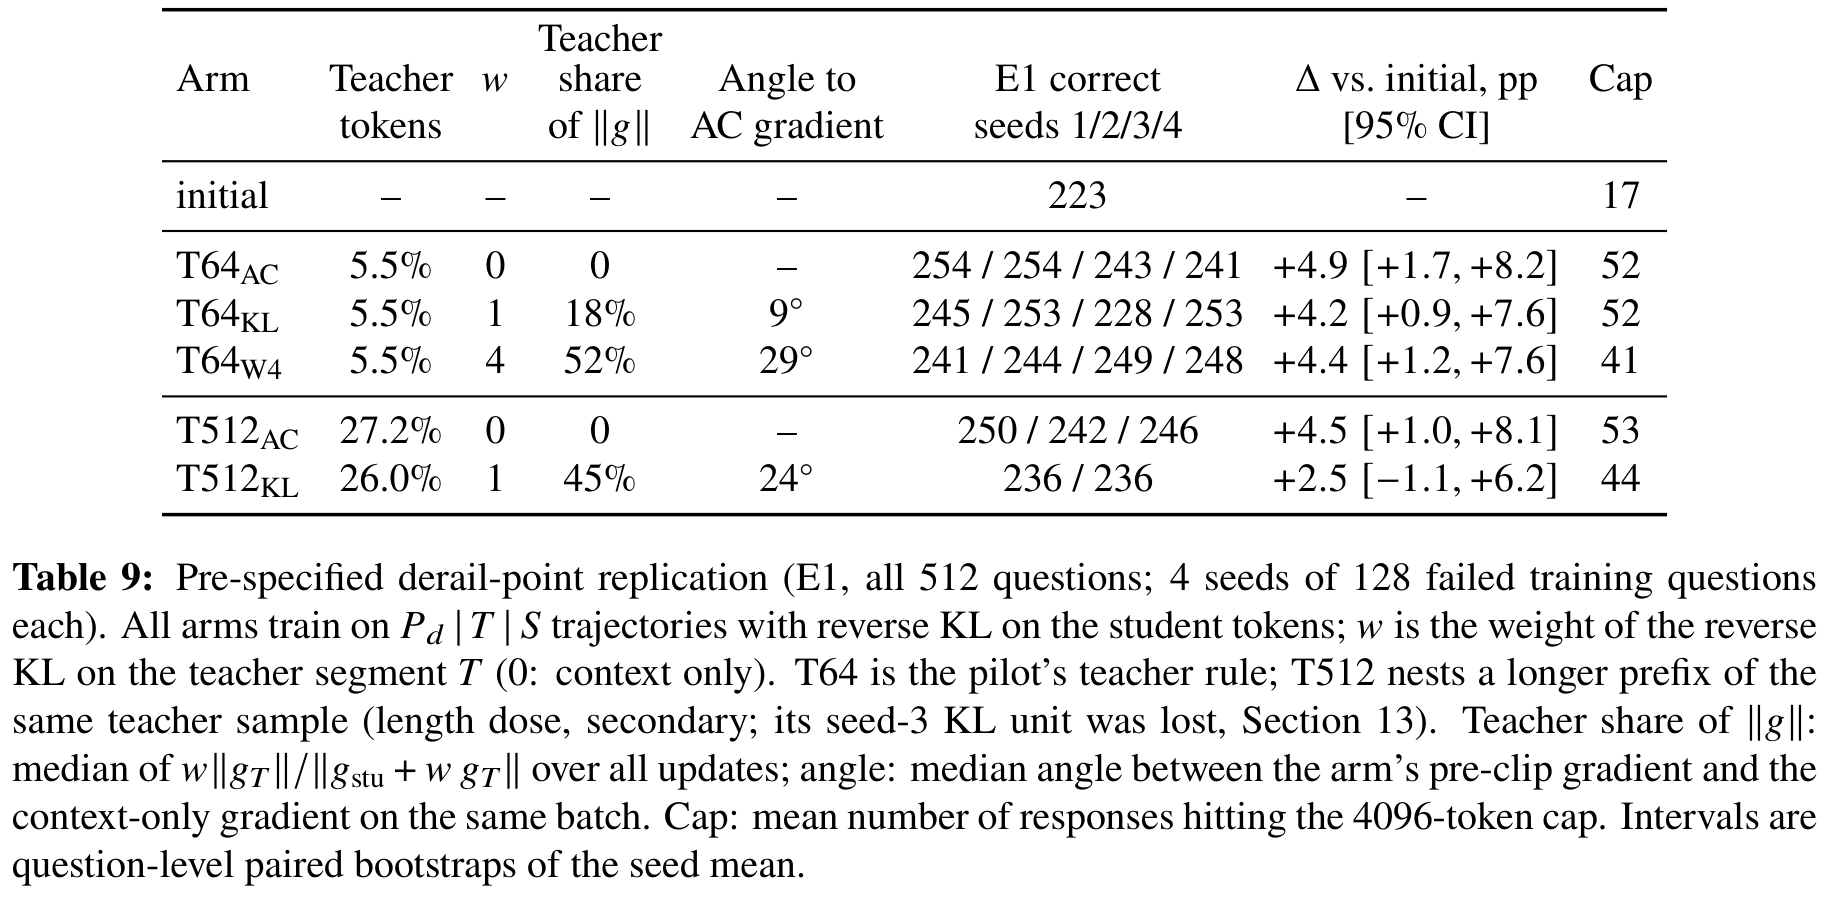 Arm Teacher tokens w Teacher share of ∥g∥ Angle to AC gradient E1 correct seeds 1/2/3/4 Δ vs. initial, pp [95% CI] Cap
initial – – – – 223 – 17
T64AC 5.5% 0 0 – 254 / 254 / 243 / 241 +4.9 [+1.7, +8.2] 52
T64KL 5.5% 1 18% 9° 245 / 253 / 228 / 253 +4.2 [+0.9, +7.6] 52
T64W4 5.5% 4 52% 29° 241 / 244 / 249 / 248 +4.4 [+1.2, +7.6] 41
T512AC 27.2% 0 0 – 250 / 242 / 246 +4.5 [+1.0, +8.1] 53
T512KL 26.0% 1 45% 24° 236 / 236 +2.5 [−1.1, +6.2] 44
Table 9: Pre-specified derail-point replication (E1, all 512 questions; 4 seeds of 128 failed training questions
each). All arms train on Pd | T | S trajectories with reverse KL on the student tokens; w is the weight of the reverse
KL on the teacher segment T (0: context only). T64 is the pilot’s teacher rule; T512 nests a longer prefix of the
same teacher sample (length dose, secondary; its seed-3 KL unit was lost, Section 13). Teacher share of ∥g∥:
median of w∥gT∥/∥gstu + w gT∥ over all updates; angle: median angle between the arm’s pre-clip gradient and the
context-only gradient on the same batch. Cap: mean number of responses hitting the 4096-token cap. Intervals are
question-level paired bootstraps of the seed mean.